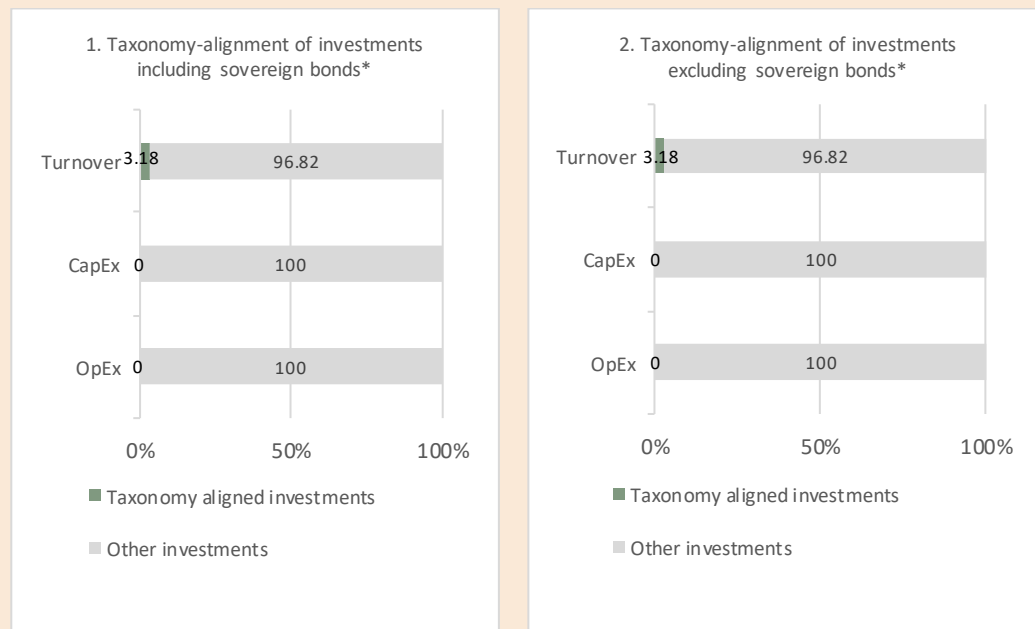 1. Taxonomy-alignment of investments
including sovereign bonds*
Turnover 3.18 96.82
CapEx 0 100
OpEx 0 100
0% 50% 100%
Taxonomy aligned investments
Other investments
2. Taxonomy-alignment of investments
excluding sovereign bonds*
Turnover 3.18 96.82
CapEx 0 100
OpEx 0 100
0% 50% 100%
Taxonomy aligned investments
Other investments